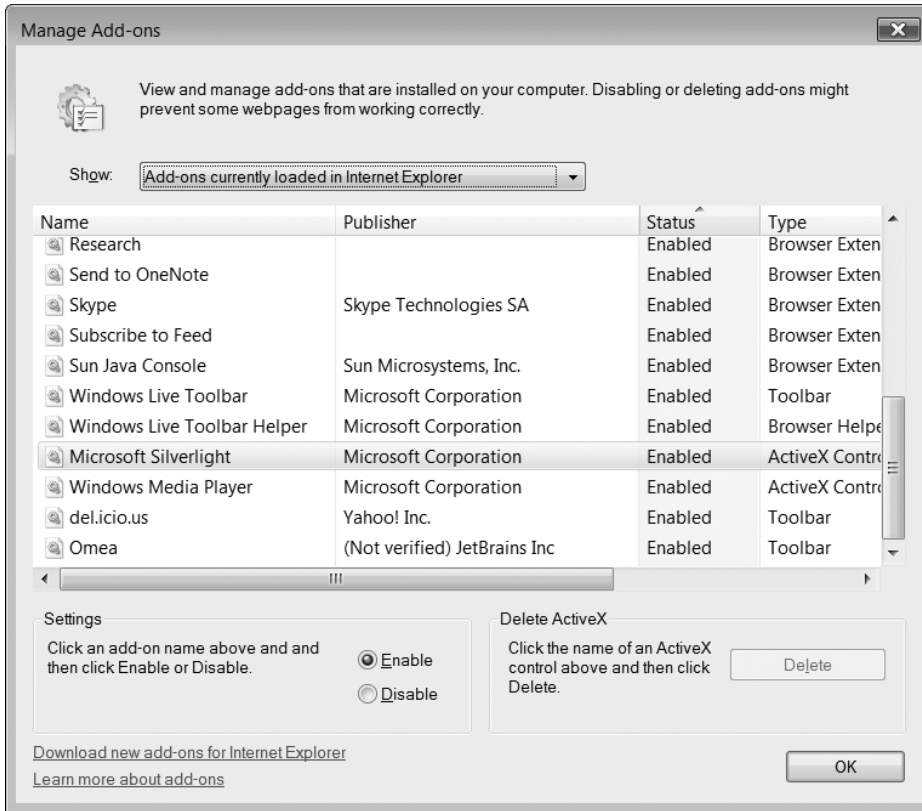 Manage Add-ons
View and manage add-ons that are installed on your computer. Disabling or deleting add-ons might
prevent some webpages from working correctly.
Show: Add-ons currently loaded in Internet Explorer
Name Publisher Status Type
Research Enabled Browser Exten
Send to OneNote Enabled Browser Exten
Skype Skype Technologies SA Enabled Browser Exten
Subscribe to Feed Enabled Browser Exten
Sun Java Console Sun Microsystems, Inc. Enabled Browser Exten
Windows Live Toolbar Microsoft Corporation Enabled Toolbar
Windows Live Toolbar Helper Microsoft Corporation Enabled Browser Helpe
Microsoft Silverlight Microsoft Corporation Enabled ActiveX Contro
Windows Media Player Microsoft Corporation Enabled ActiveX Contro
del.icio.us Yahoo! Inc. Enabled Toolbar
Omea (Not verified) JetBrains Inc Enabled Toolbar
Settings
Click an add-on name above and and
then click Enable or Disable.
Enable
Disable
Delete ActiveX
Click the name of an ActiveX
control above and then click
Delete.
Delete
Download new add-ons for Internet Explorer
Learn more about add-ons
OK